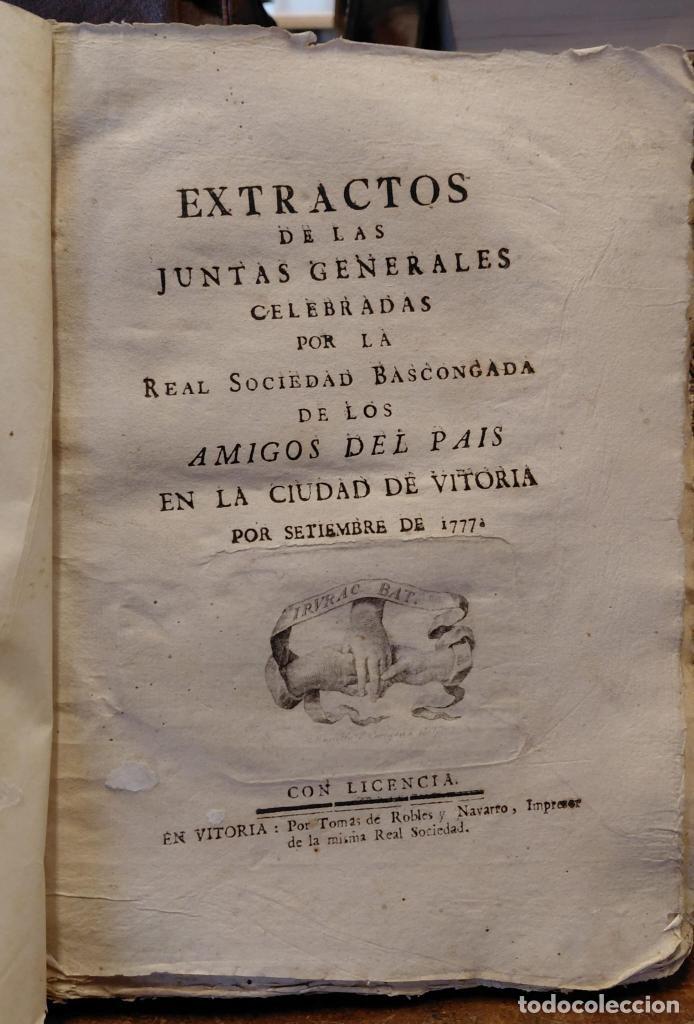 EXTRACTOS
DE LAS
JUNTAS GENERALES
CELEBRADAS
POR LA
REAL SOCIEDAD BASCONGADA
DE LOS
AMIGOS DEL PAIS
EN LA CIUDAD DE VITORIA
POR SETIEMBRE DE 1777.
IRVRAC BAT.
CON LICENCIA.
EN VITORIA : Por Tomas de Robles y Navarro, Impresor
de la misma Real Sociedad.
todocoleccion